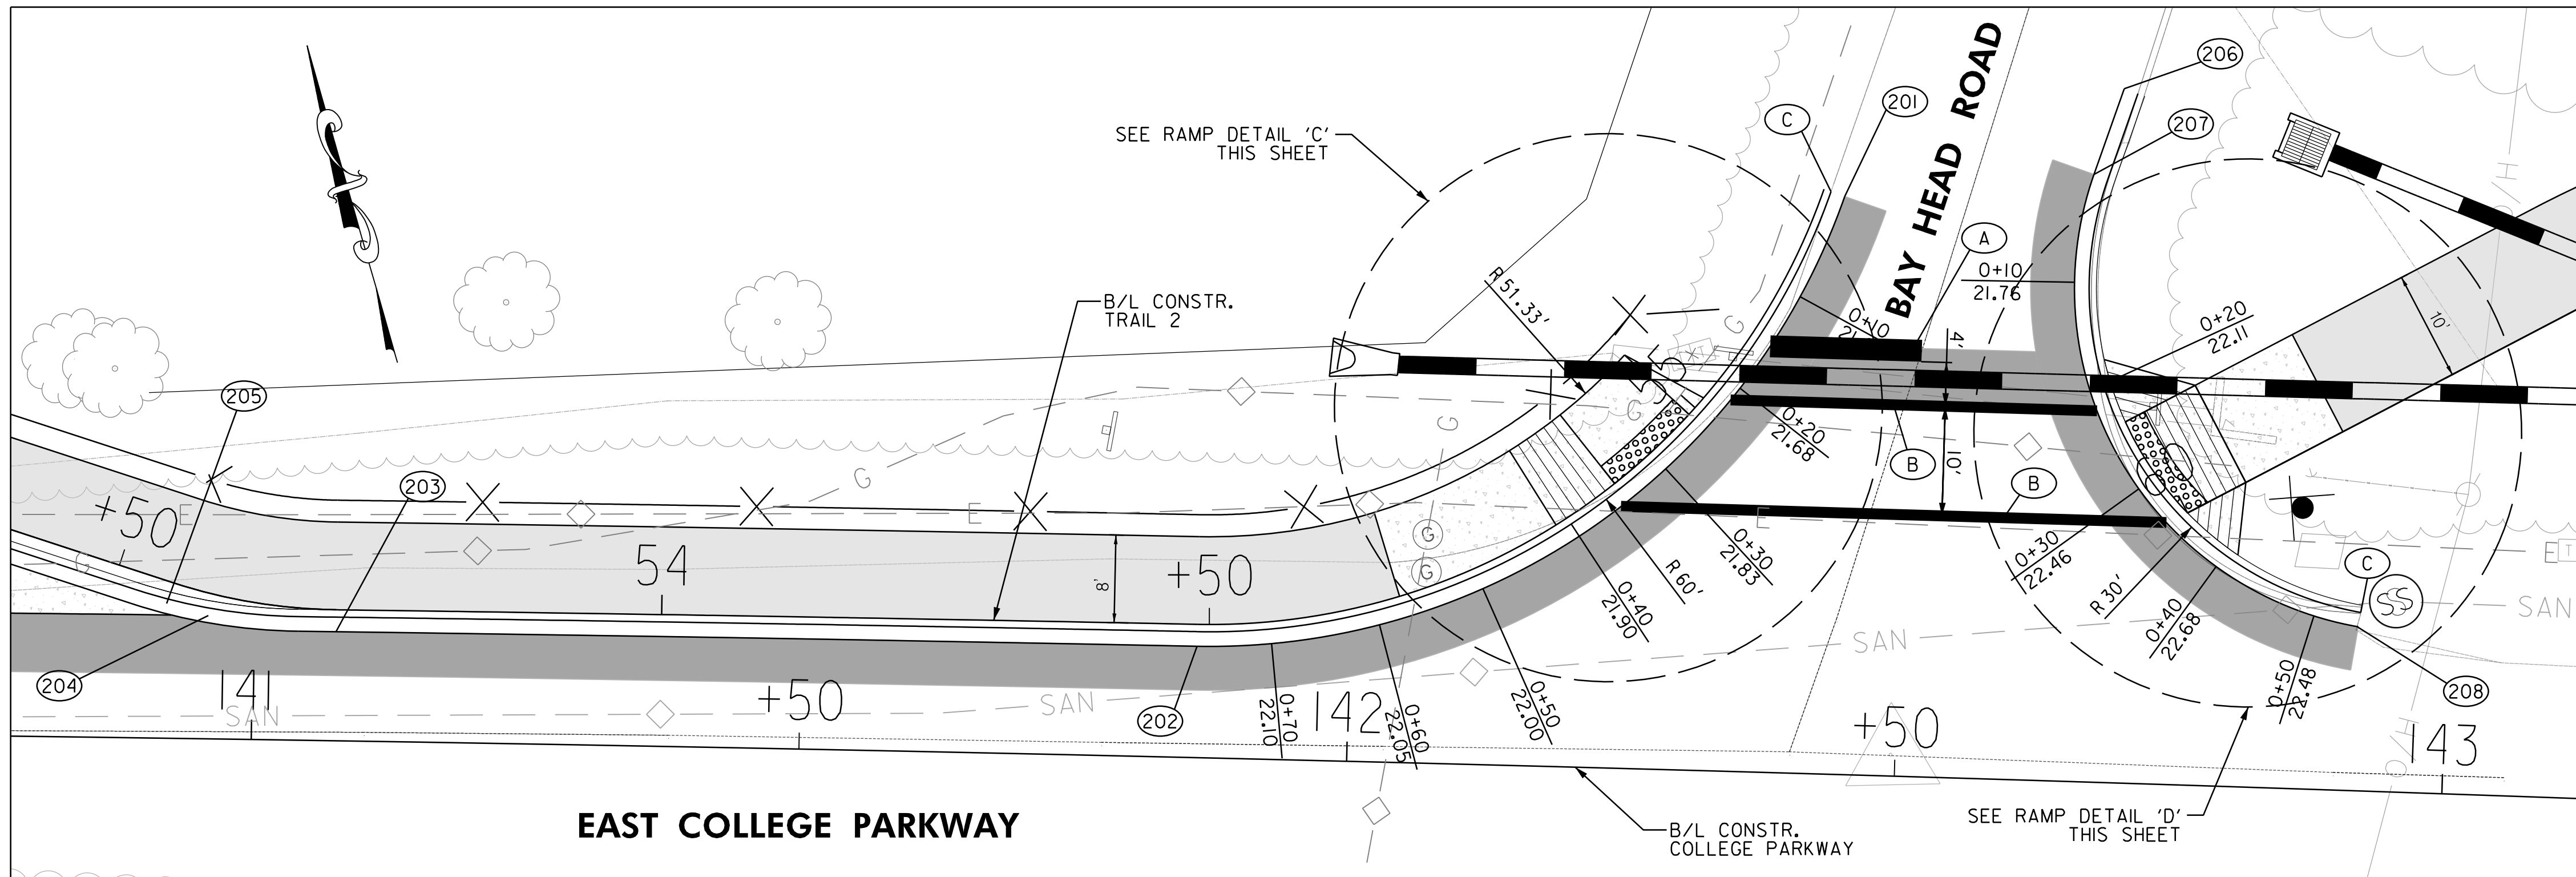 SEE RAMP DETAIL 'C'
THIS SHEET
C
201
BAY HEAD ROAD
206
207
A
0+10
21.76
0+10
4'
R 51.33'
B/L CONSTR.
TRAIL 2
0+20
22.11
10'
205
203
G
G
G
G
G
G
G
0+20
21.68
B
10'
B
+50
E
E
E
E
54
8'
+50
0+30
21.83
R 60'
0+40
21.90
0+30
22.46
R 30'
0+40
22.68
C
SAN
SAN
SAN
SAN
204
141
+50
202
0+70
22.10
142
0+60
22.05
0+50
22.00
+50
0+50
22.48
208
143
EAST COLLEGE PARKWAY
B/L CONSTR.
COLLEGE PARKWAY
SEE RAMP DETAIL 'D'
THIS SHEET